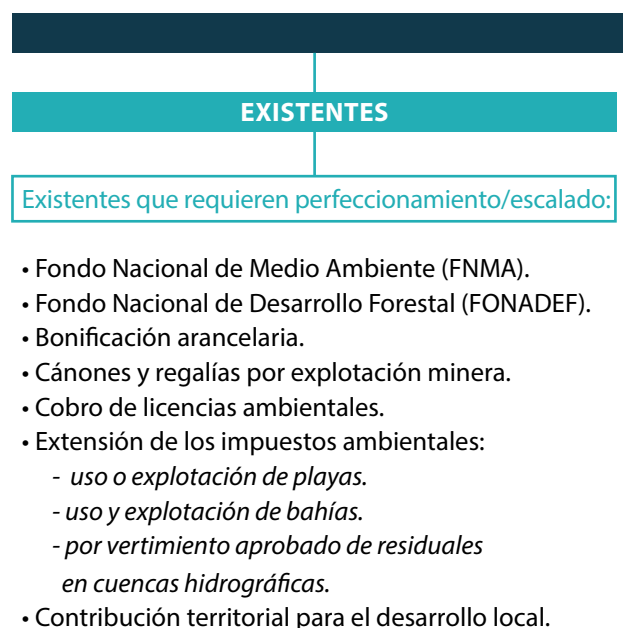 EXISTENTES
Existentes que requieren perfeccionamiento/escalado:
• Fondo Nacional de Medio Ambiente (FNMA).
• Fondo Nacional de Desarrollo Forestal (FONADEF).
• Bonificación arancelaria.
• Cánones y regalías por explotación minera.
• Cobro de licencias ambientales.
• Extensión de los impuestos ambientales:
- uso o explotación de playas.
- uso y explotación de bahías.
- por vertimiento aprobado de residuales
en cuencas hidrográficas.
• Contribución territorial para el desarrollo local.